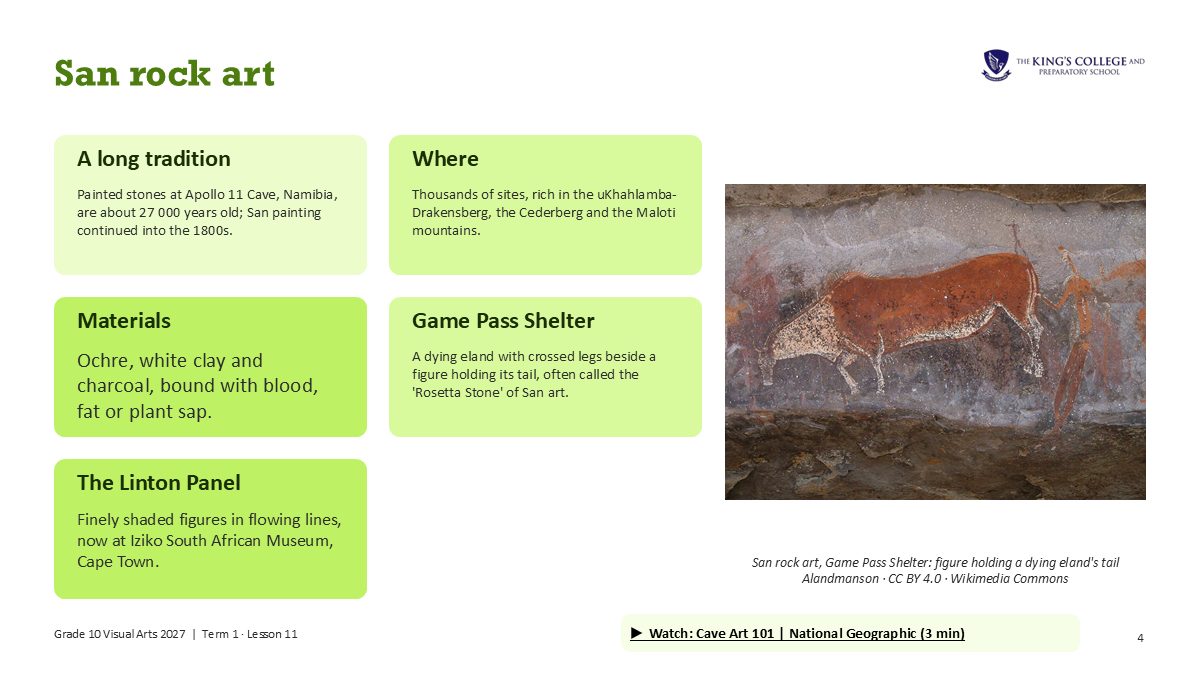 San rock art
THE KING'S COLLEGE AND
PREPARATORY SCHOOL
A long tradition
Painted stones at Apollo 11 Cave, Namibia,
are about 27 000 years old; San painting
continued into the 1800s.
Where
Thousands of sites, rich in the uKhahlamba-
Drakensberg, the Cederberg and the Maloti
mountains.
Materials
Ochre, white clay and
charcoal, bound with blood,
fat or plant sap.
Game Pass Shelter
A dying eland with crossed legs beside a
figure holding its tail, often called the
'Rosetta Stone' of San art.
The Linton Panel
Finely shaded figures in flowing lines,
now at Iziko South African Museum,
Cape Town.
San rock art, Game Pass Shelter: figure holding a dying eland's tail
Alandmanson · CC BY 4.0 · Wikimedia Commons
Grade 10 Visual Arts 2027 | Term 1 · Lesson 11
▶ Watch: Cave Art 101 | National Geographic (3 min)
4